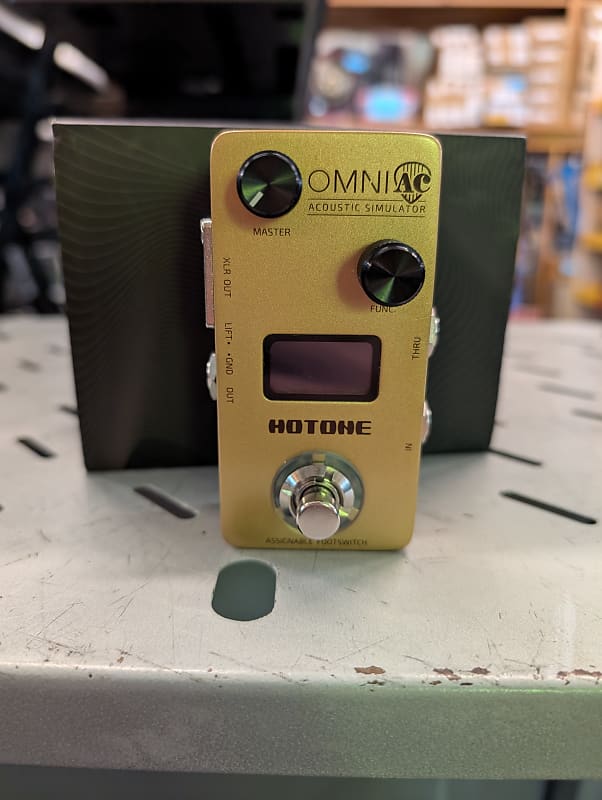 OMNI AC
ACOUSTIC SIMULATOR
MASTER
FUNC.
XLR OUT
LIFT• •GND
OUT
THRU
IN
HOTONE
ASSIGNABLE FOOTSWITCH